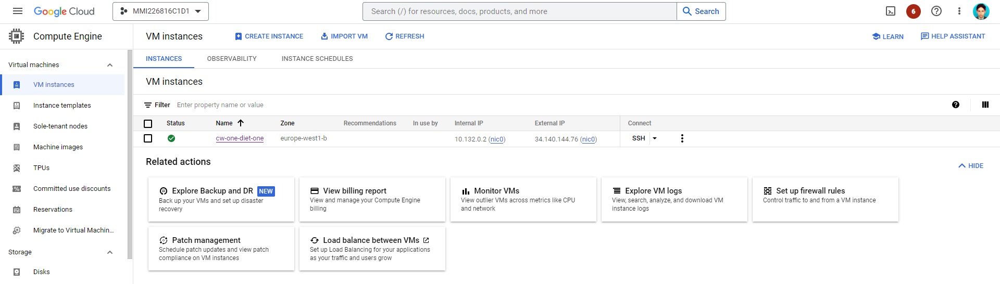 Google Cloud
MMI226816C1D1
Search (/) for resources, docs, products, and more
Search
6
Compute Engine
VM instances
CREATE INSTANCE
IMPORT VM
REFRESH
LEARN
HELP ASSISTANT
Virtual machines
VM instances
Instance templates
Sole-tenant nodes
Machine images
TPUs
Committed use discounts
Reservations
Migrate to Virtual Machin...
Storage
Disks
INSTANCES
OBSERVABILITY
INSTANCE SCHEDULES
VM instances
Filter Enter property name or value
Status Name Zone Recommendations In use by Internal IP External IP Connect
cw-one-diet-one europe-west1-b 10.132.0.2 (nic0) 34.140.144.76 (nic0) SSH
Related actions
HIDE
Explore Backup and DR NEW
Back up your VMs and set up disaster
recovery
View billing report
View and manage your Compute Engine
billing
Monitor VMs
View outlier VMs across metrics like CPU
and network
Explore VM logs
View, search, analyze, and download VM
instance logs
Set up firewall rules
Control traffic to and from a VM instance
Patch management
Schedule patch updates and view patch
compliance on VM instances
Load balance between VMs
Set up Load Balancing for your applications
as your traffic and users grow